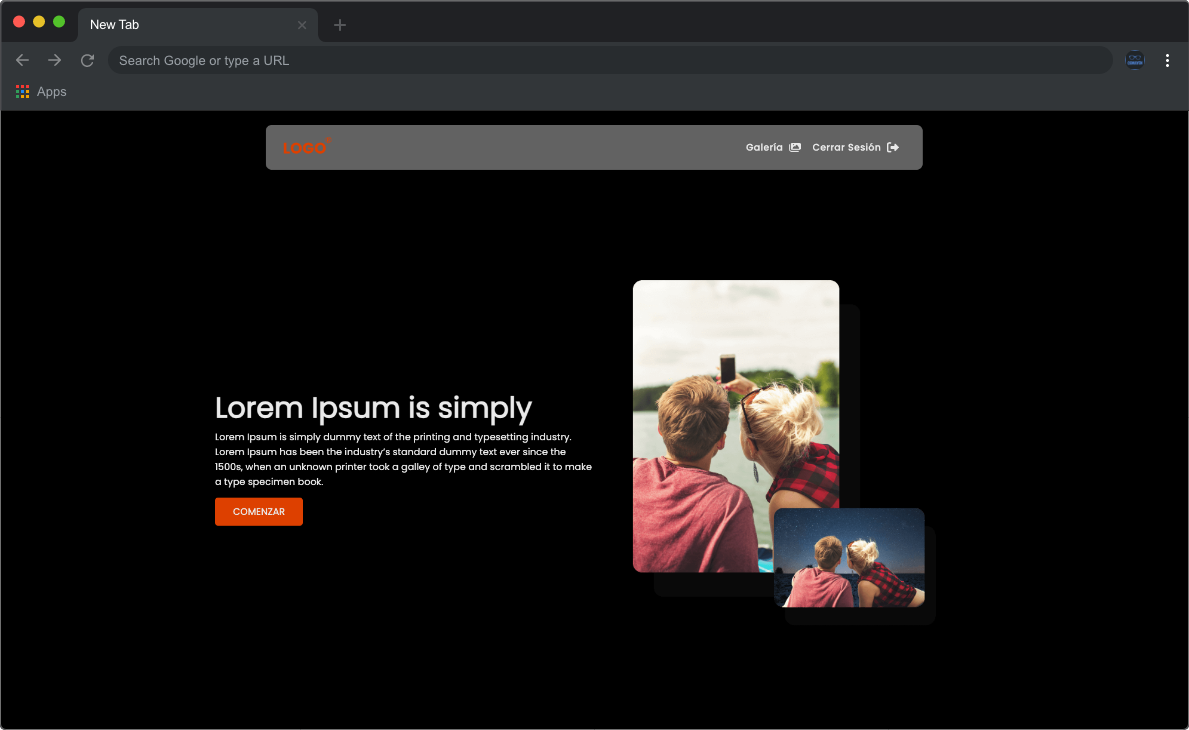 New Tab
Search Google or type a URL
Apps
LOGO
Galería
Cerrar Sesión
Lorem Ipsum is simply
Lorem Ipsum is simply dummy text of the printing and typesetting industry.
Lorem Ipsum has been the industry's standard dummy text ever since the
1500s, when an unknown printer took a galley of type and scrambled it to make
a type specimen book.
COMENZAR